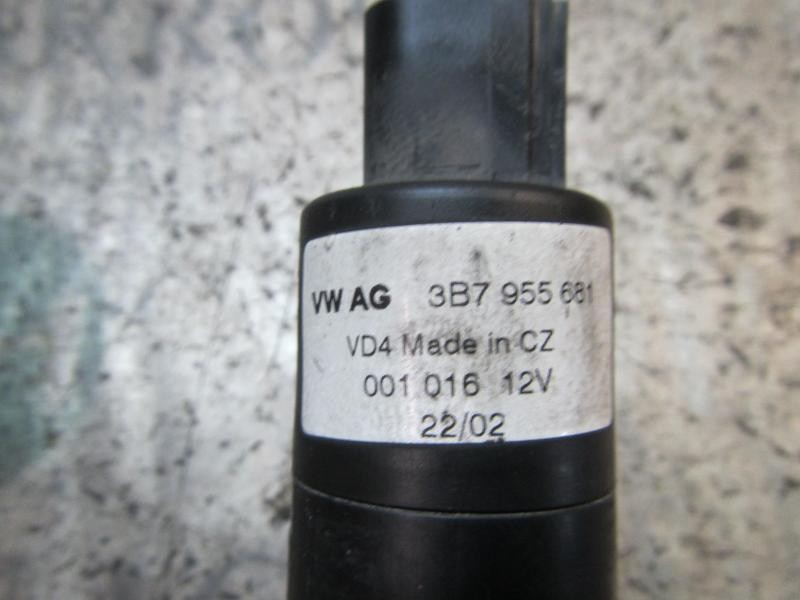 VW AG 3B7 955 681
VD4 Made in CZ
001 016 12V
22/02